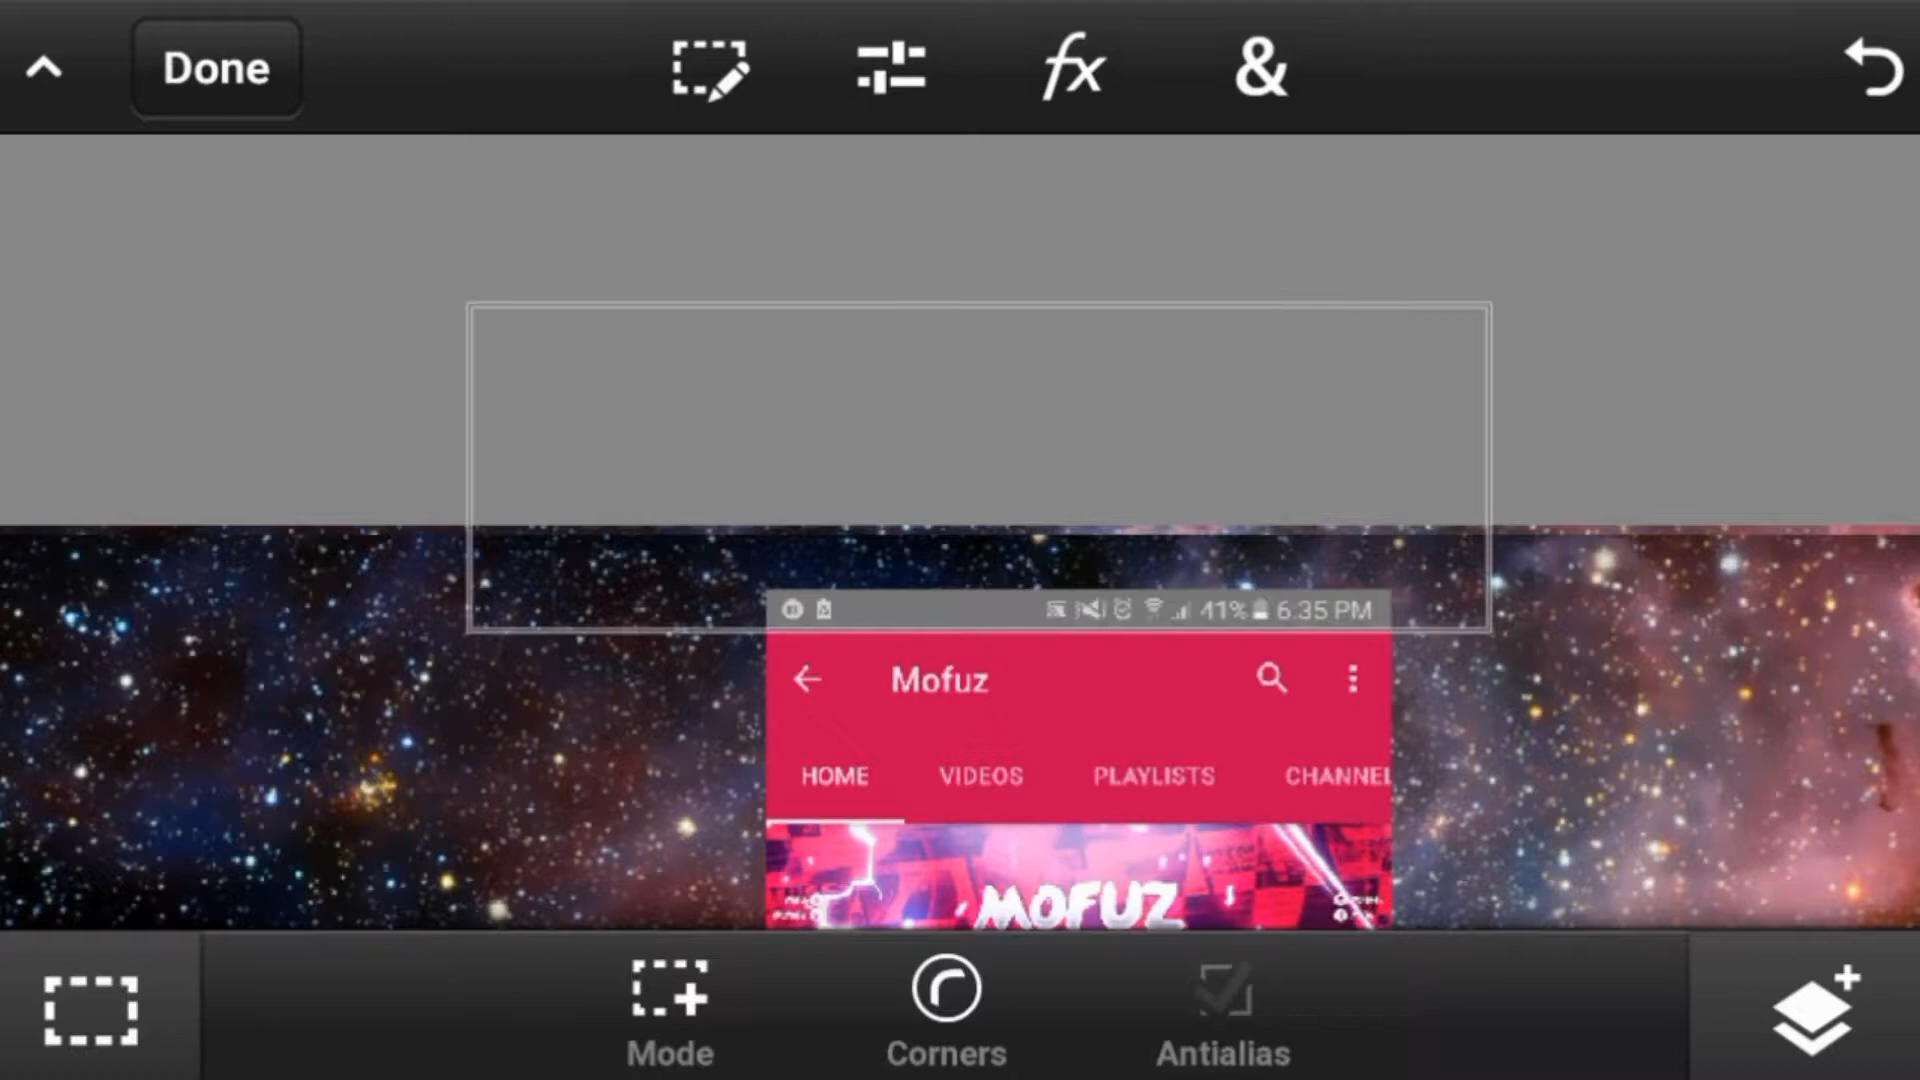 Done fx &
41% 6:35 PM
Mofuz
HOME VIDEOS PLAYLISTS CHANNEL
MOFUZ
Mode Corners Antialias